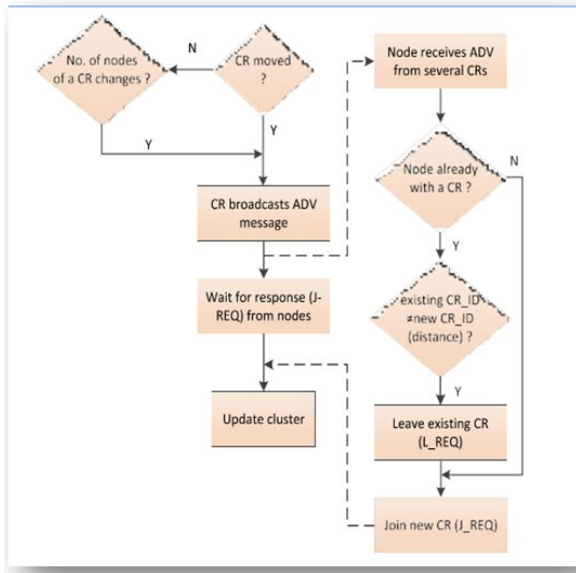 No. of nodes
of a CR changes ?
N
CR moved
?
Y
Y
CR broadcasts ADV
message
Wait for response (J-
REQ) from nodes
Update cluster
Node receives ADV
from several CRs
Node already
with a CR ?
N
Y
existing CR_ID
≠new CR_ID
(distance) ?
Y
Leave existing CR
(L_REQ)
Join new CR (J_REQ)